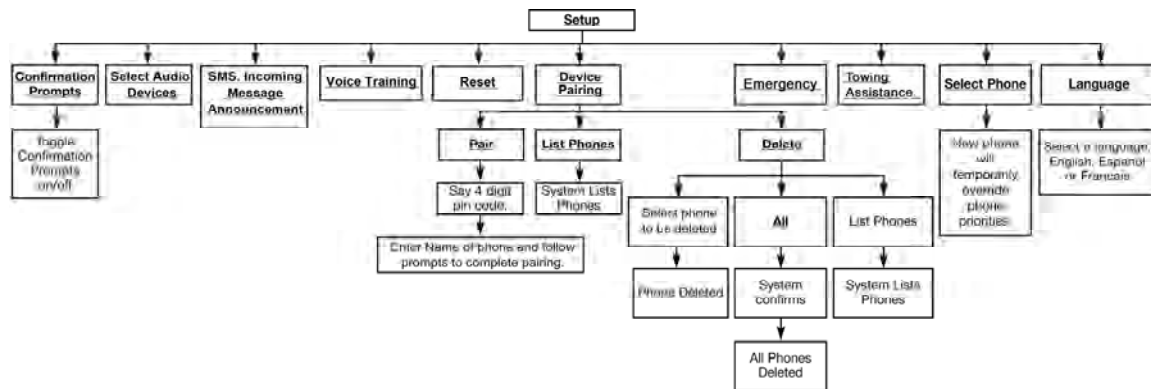 Setup
Confirmation
Prompts
Select Audio
Devices
SMS, Incoming
Message
Announcement
Voice Training
Reset
Device
Pairing
Emergency
Towing
Assistance
Select Phone
Language
Toggle
Confirmation
Prompts
on/off
Pair
List Phones
Delete
New phone
will
temporarily
override
phone
priorities
Select a language,
English, Español
or Francais
Say 4 digit
pin code.
System Lists
Phones
Select phone
to be deleted
All
List Phones
Enter Name of phone and follow
prompts to complete pairing.
Phone Deleted
System
confirms
System Lists
Phones
All Phones
Deleted